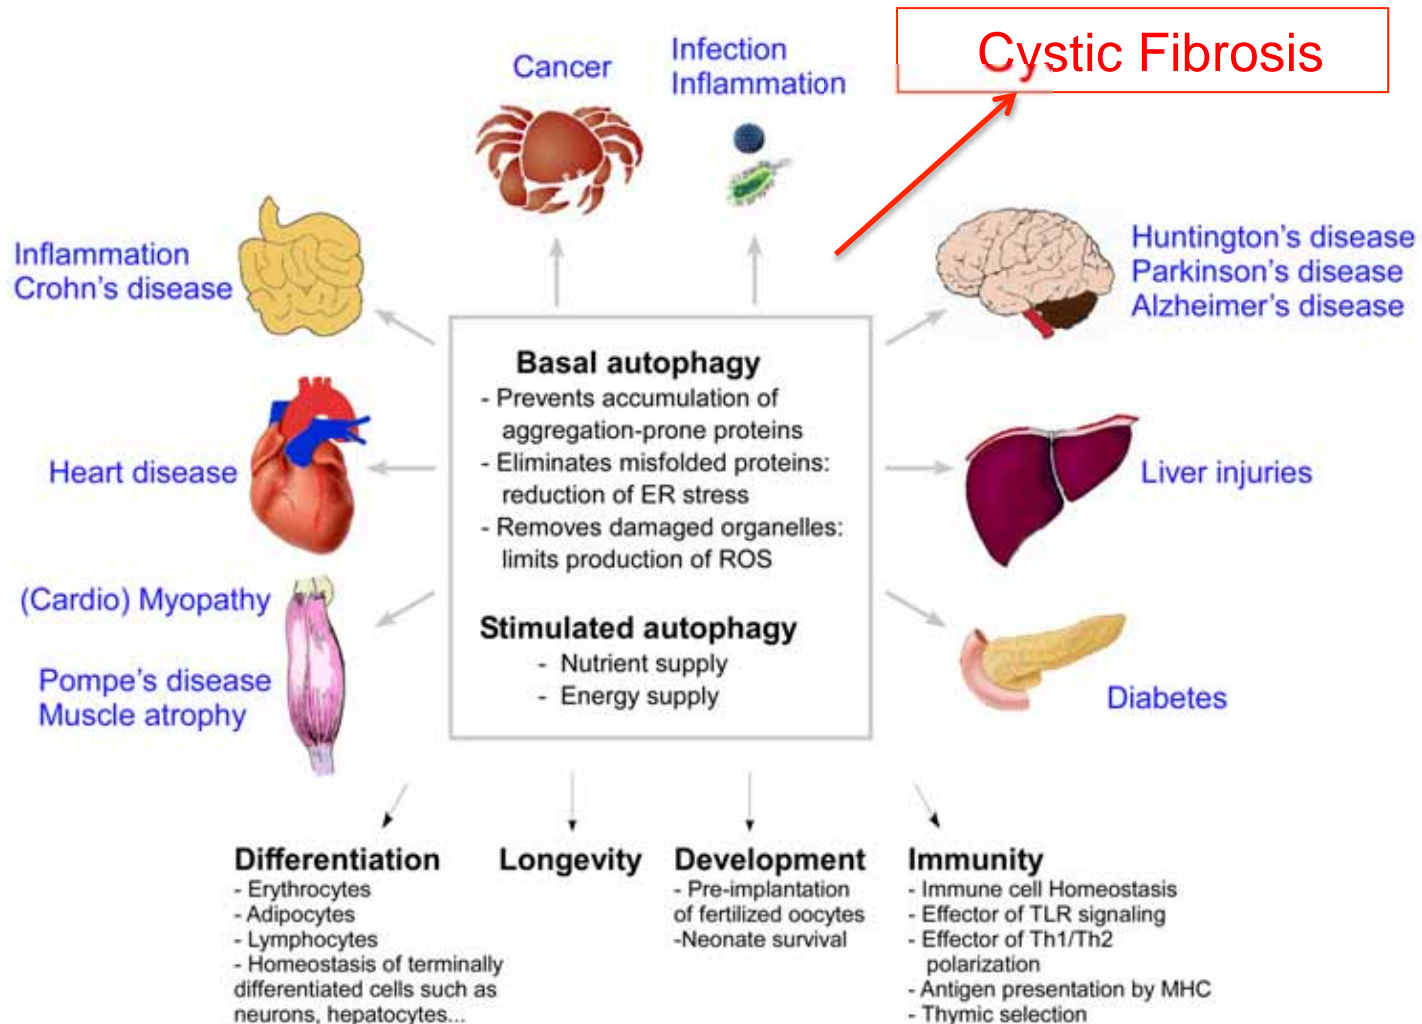 Cystic Fibrosis
Cancer
Infection
Inflammation
Inflammation
Crohn's disease
Huntington's disease
Parkinson's disease
Alzheimer's disease
Heart disease
Liver injuries
(Cardio) Myopathy
Pompe's disease
Muscle atrophy
Diabetes
Basal autophagy
- Prevents accumulation of
aggregation-prone proteins
- Eliminates misfolded proteins:
reduction of ER stress
- Removes damaged organelles:
limits production of ROS
Stimulated autophagy
- Nutrient supply
- Energy supply
Differentiation
- Erythrocytes
- Adipocytes
- Lymphocytes
- Homeostasis of terminally
differentiated cells such as
neurons, hepatocytes...
Longevity
Development
- Pre-implantation
of fertilized oocytes
-Neonate survival
Immunity
- Immune cell Homeostasis
- Effector of TLR signaling
- Effector of Th1/Th2
polarization
- Antigen presentation by MHC
- Thymic selection